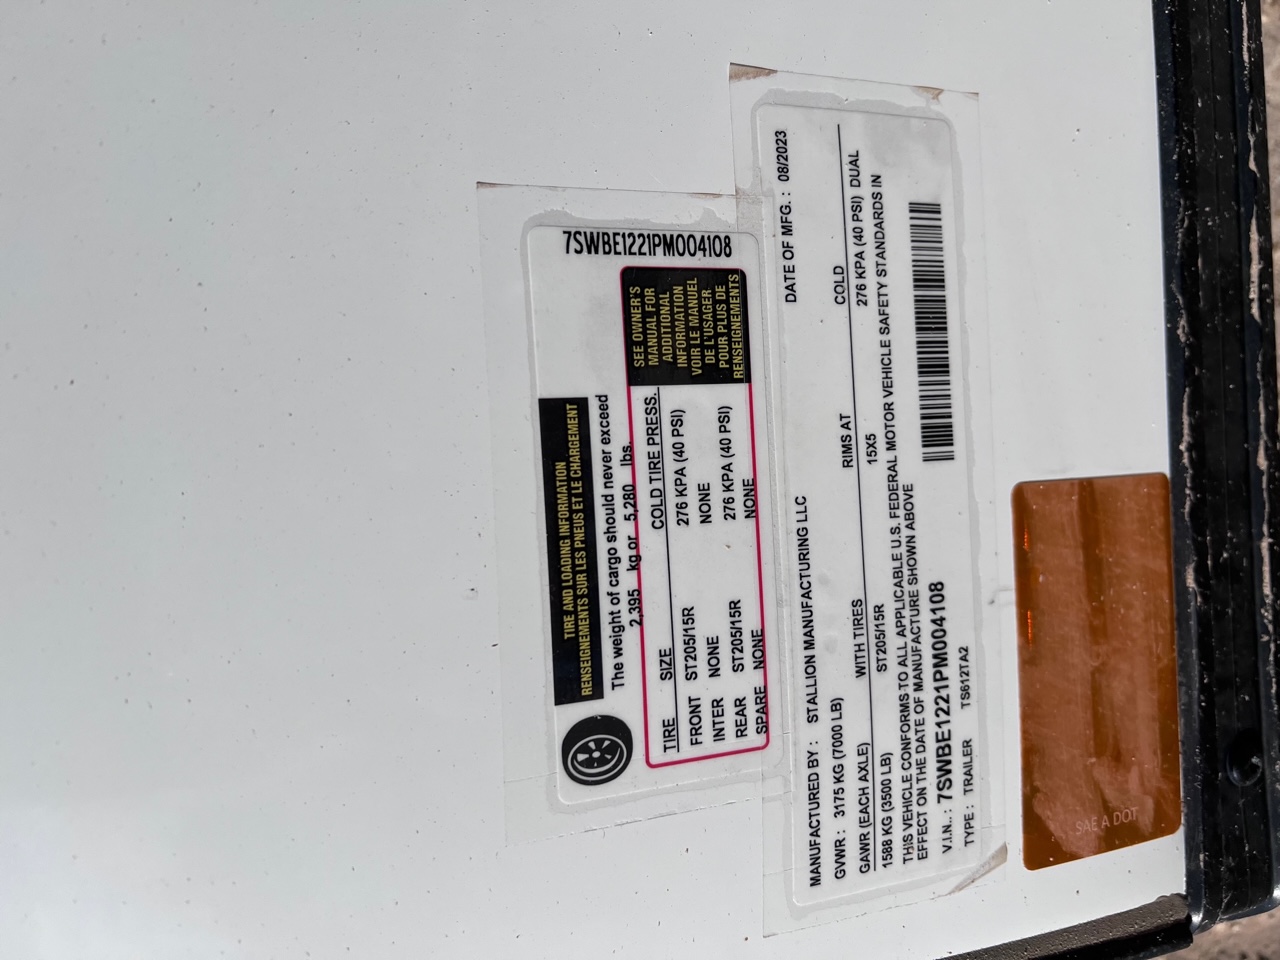 7SWBE1221PM004108
TIRE AND LOADING INFORMATION
RENSEIGNEMENTS SUR LES PNEUS ET LE CHARGEMENT
The weight of cargo should never exceed
2,395 kg or 5,280 lbs.
TIRE SIZE COLD TIRE PRESS.
FRONT ST205/15R 276 KPA (40 PSI)
INTER NONE NONE
REAR ST205/15R 276 KPA (40 PSI)
SPARE NONE NONE
SEE OWNER'S
MANUAL FOR
ADDITIONAL
INFORMATION
VOIR LE MANUEL
DE L'USAGER
POUR PLUS DE
RENSEIGNEMENTS
MANUFACTURED BY : STALLION MANUFACTURING LLC DATE OF MFG. : 08/2023
GVWR : 3175 KG (7000 LB)
GAWR (EACH AXLE) WITH TIRES RIMS AT COLD
1588 KG (3500 LB) ST205/15R 15X5 276 KPA (40 PSI) DUAL
THIS VEHICLE CONFORMS TO ALL APPLICABLE U.S. FEDERAL MOTOR VEHICLE SAFETY STANDARDS IN
EFFECT ON THE DATE OF MANUFACTURE SHOWN ABOVE
V.I.N.. : 7SWBE1221PM004108
TYPE : TRAILER TS612TA2
SAE A DOT